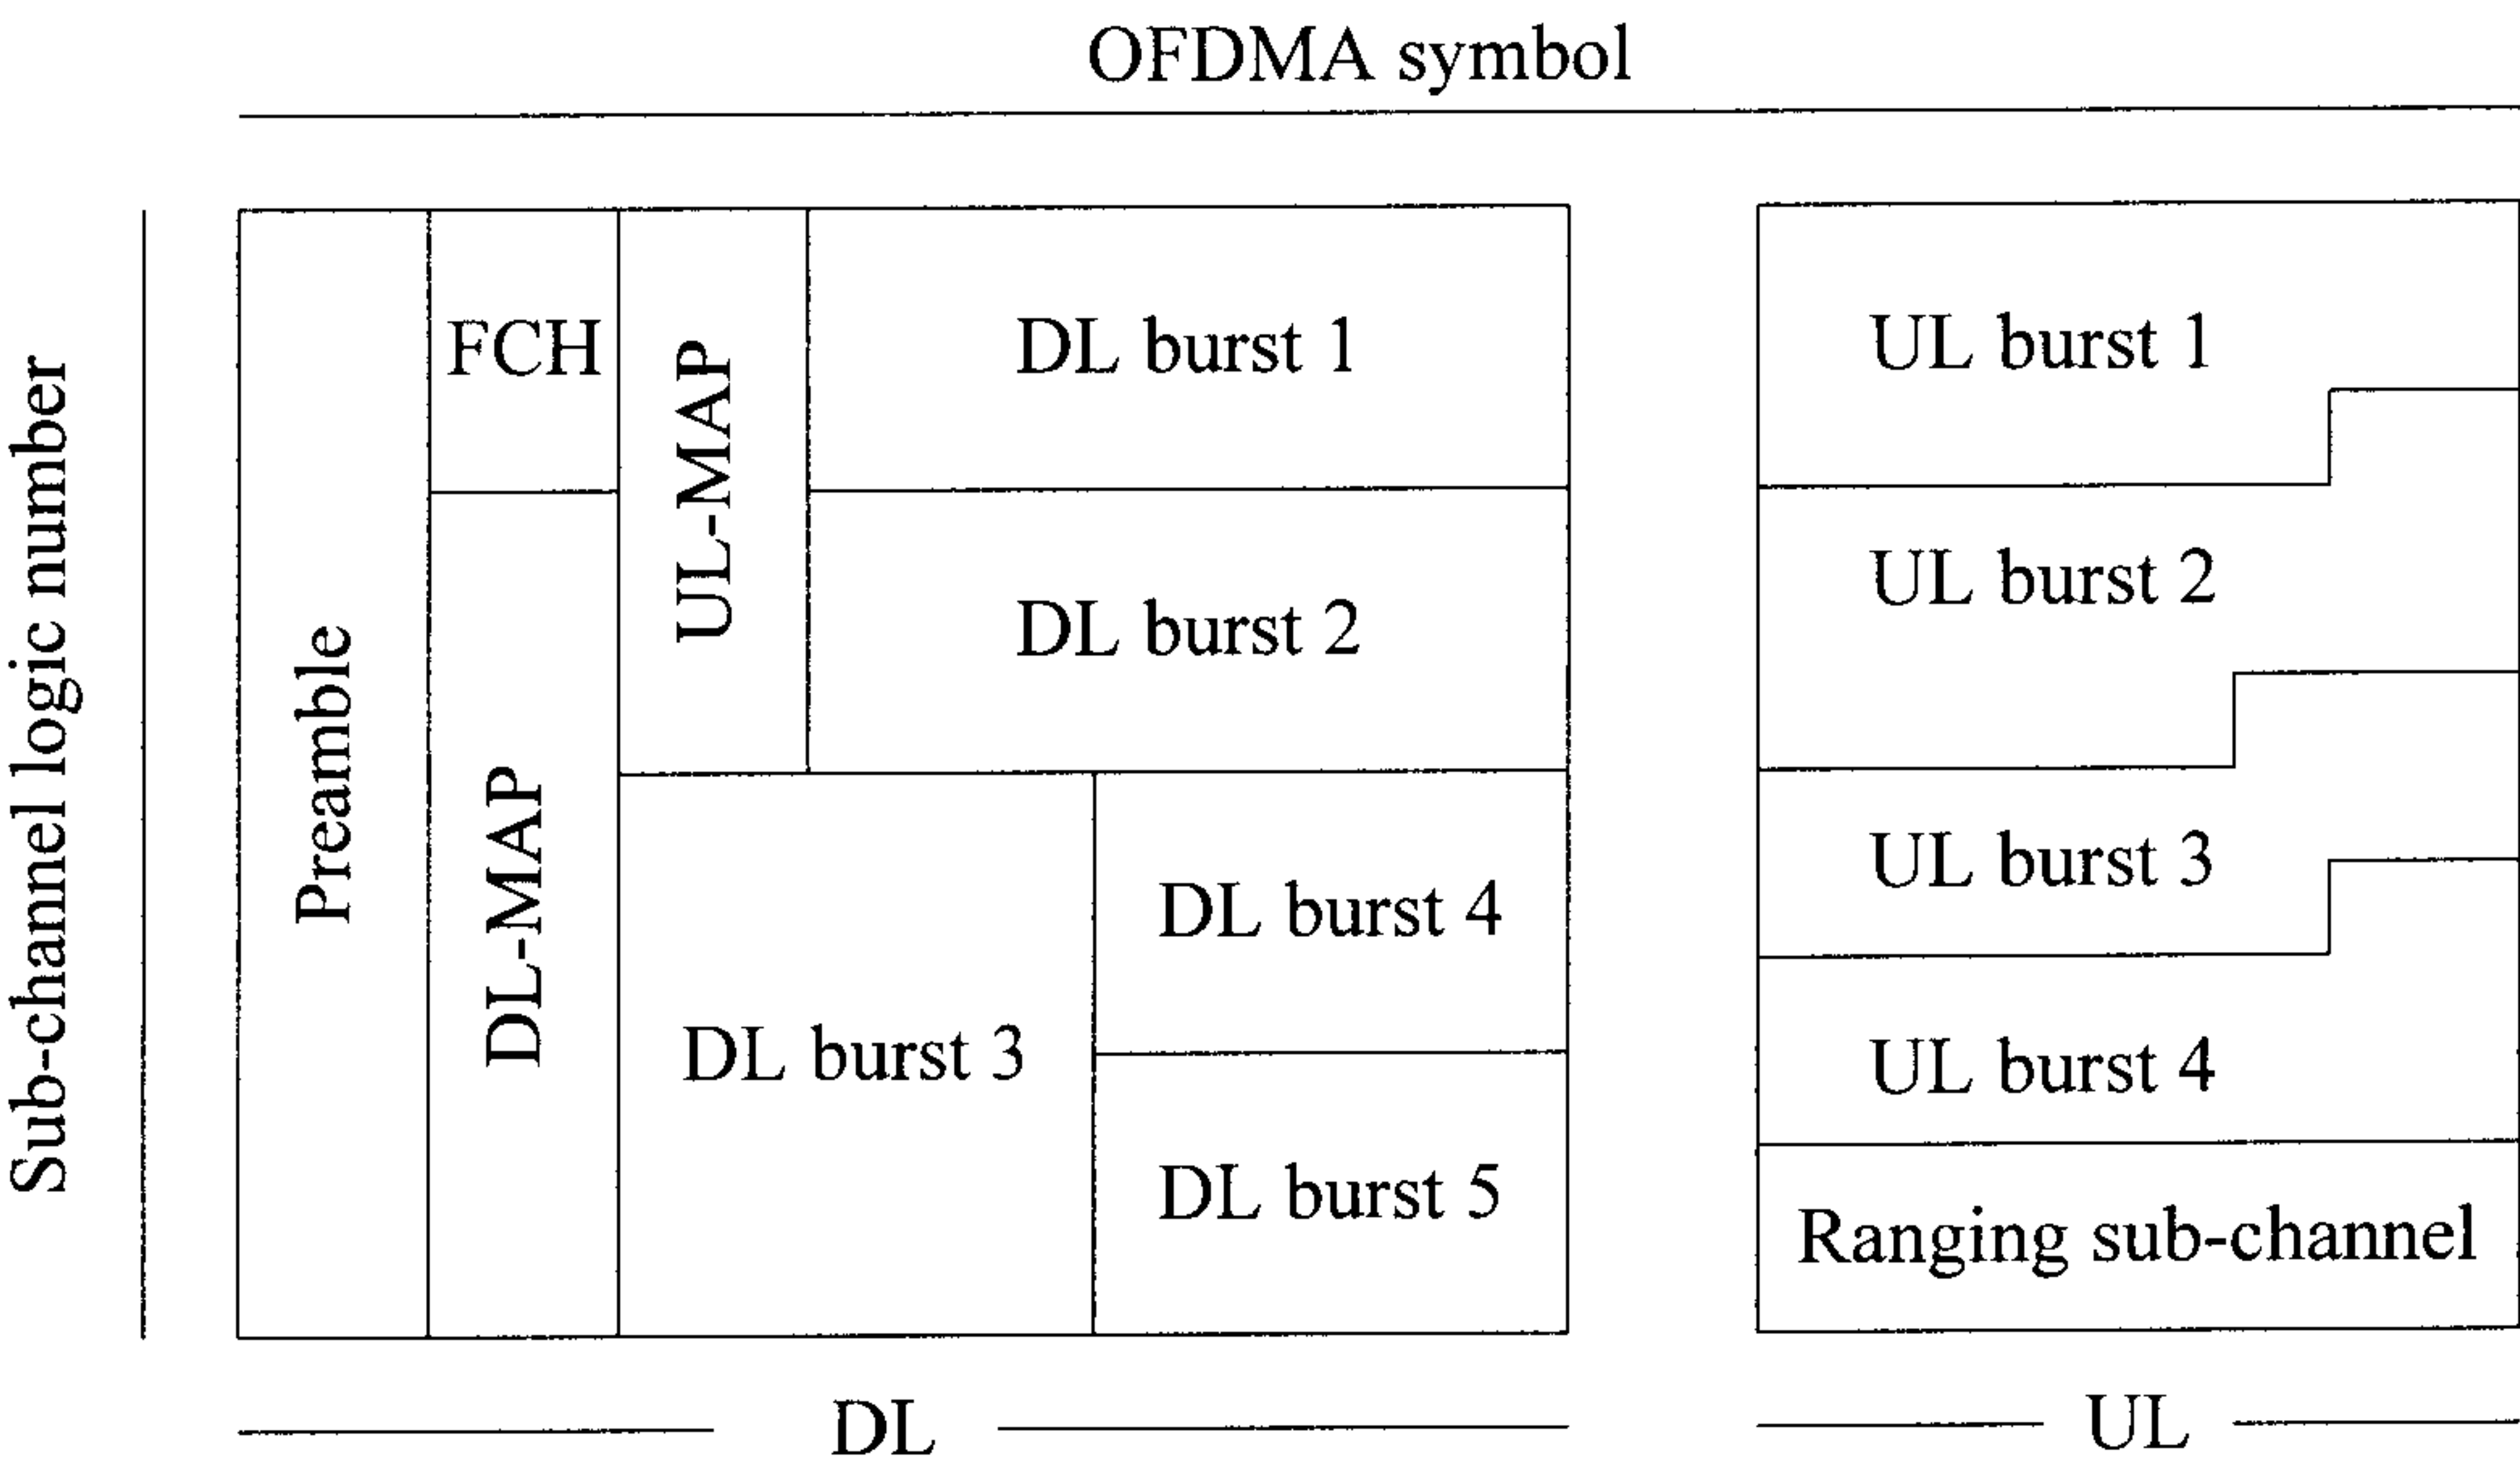 OFDMA symbol
Sub-channel logic number
Preamble
FCH
DL-MAP
UL-MAP
DL burst 1
DL burst 2
DL burst 3
DL burst 4
DL burst 5
UL burst 1
UL burst 2
UL burst 3
UL burst 4
Ranging sub-channel
DL
UL